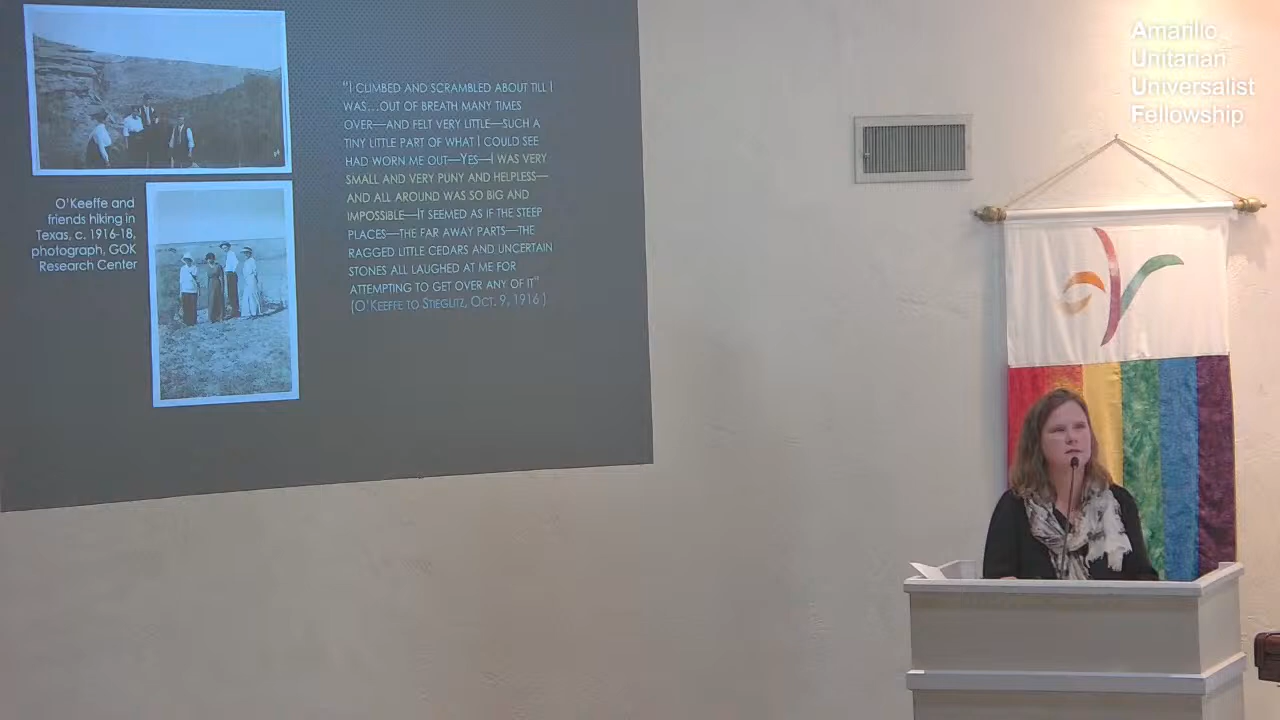 O'Keeffe and
friends hiking in
Texas, c. 1916-18,
photograph, GOK
Research Center
"I CLIMBED AND SCRAMBLED ABOUT TILL I
WAS...OUT OF BREATH MANY TIMES
OVER—AND FELT VERY LITTLE—SUCH A
TINY LITTLE PART OF WHAT I COULD SEE
HAD WORN ME OUT—YES—I WAS VERY
SMALL AND VERY PUNY AND HELPLESS—
AND ALL AROUND WAS SO BIG AND
IMPOSSIBLE—IT SEEMED AS IF THE STEEP
PLACES—THE FAR AWAY PARTS—THE
RAGGED LITTLE CEDARS AND UNCERTAIN
STONES ALL LAUGHED AT ME FOR
ATTEMPTING TO GET OVER ANY OF IT"
(O'KEEFFE TO STIEGLITZ, OCT. 9, 1916.)
Amarillo
Unitarian
Universalist
Fellowship